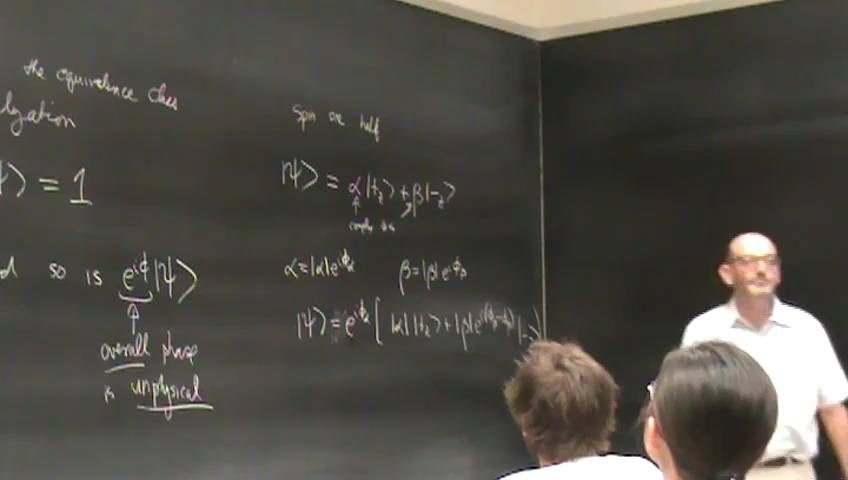 the equivalence class
lization
ψ⟩ = 1
d so is e^{iϕ}|ψ⟩
overall phase
is unphysical
Spin one half
|ψ⟩ = α|+_z⟩ + β|-_z⟩
α=|α|e^{iϕ_α} β=|β|e^{iϕ_β}
|ψ⟩ = e^{iϕ_α}[ |α||+_z⟩+|β|e^{i(ϕ_β-ϕ_α)}|-_z⟩